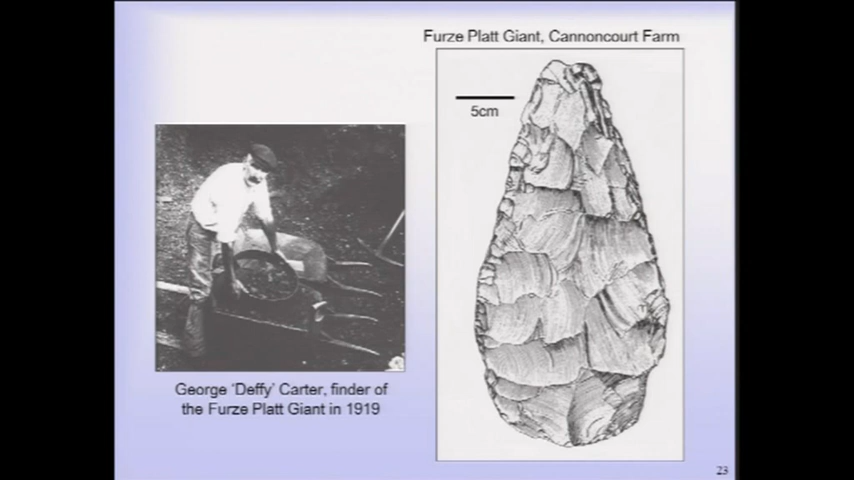 Furze Platt Giant, Cannoncourt Farm
5cm
George 'Deffy' Carter, finder of
the Furze Platt Giant in 1919
23